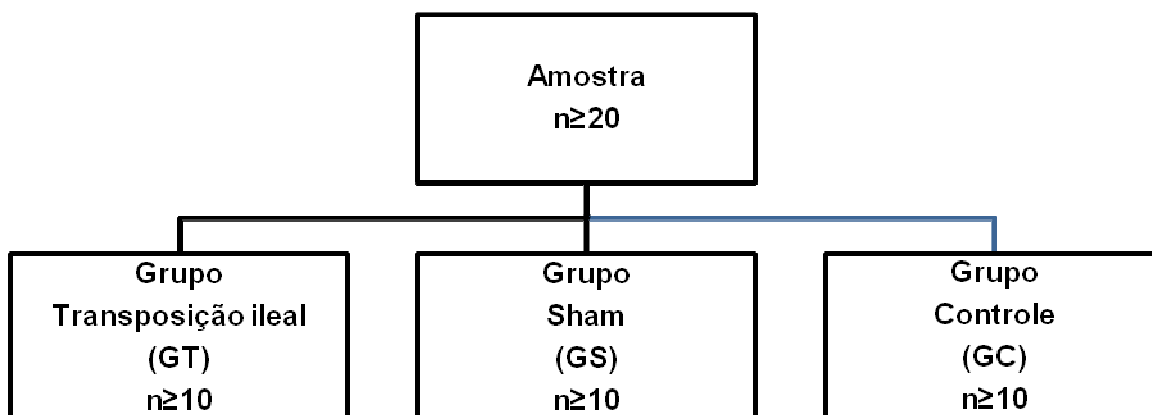 Amostra
n≥20
Grupo
Transposição ileal
(GT)
n≥10
Grupo
Sham
(GS)
n≥10
Grupo
Controle
(GC)
n≥10